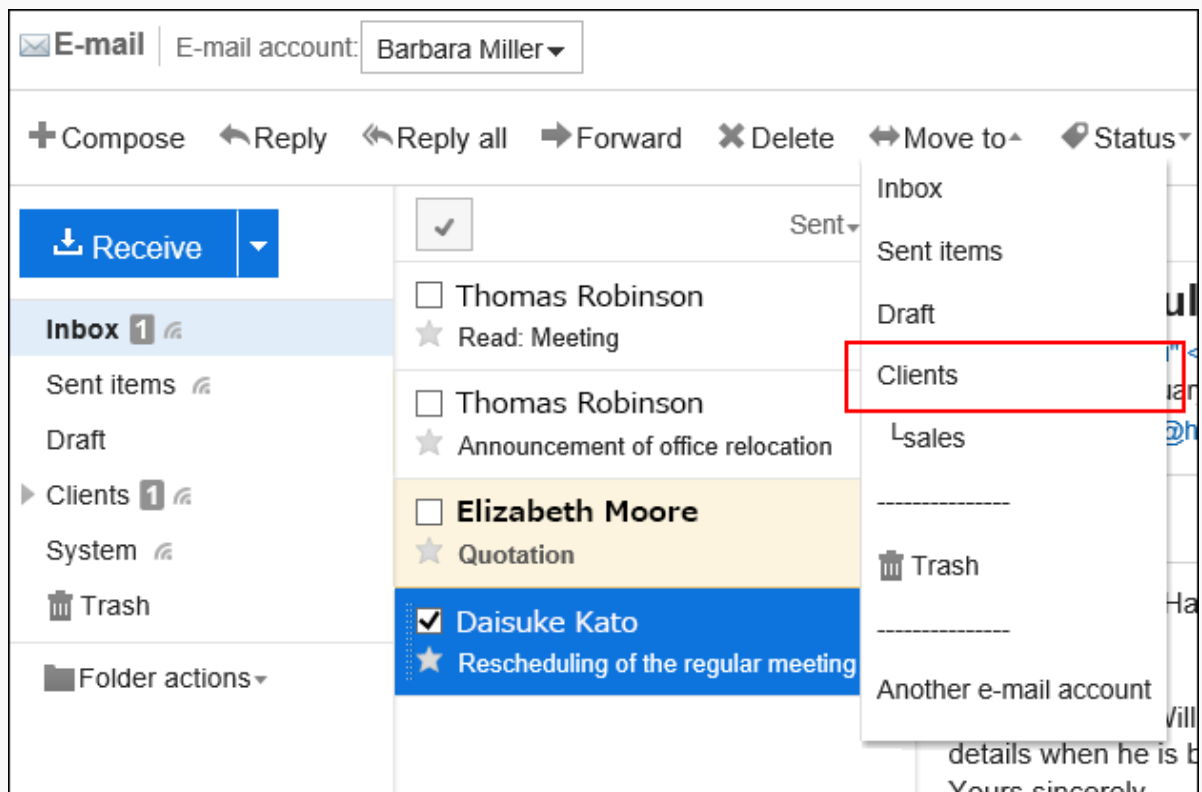 E-mail E-mail account: Barbara Miller
Compose Reply Reply all Forward Delete Move to Status
Receive
Inbox 1
Sent items
Draft
Clients 1
System
Trash
Folder actions
Sent
Thomas Robinson
Read: Meeting
Thomas Robinson
Announcement of office relocation
Elizabeth Moore
Quotation
Daisuke Kato
Rescheduling of the regular meeting
Inbox
Sent items
Draft
Clients
└sales
---------------
Trash
---------------
Another e-mail account
details when he is
Yours sincerely